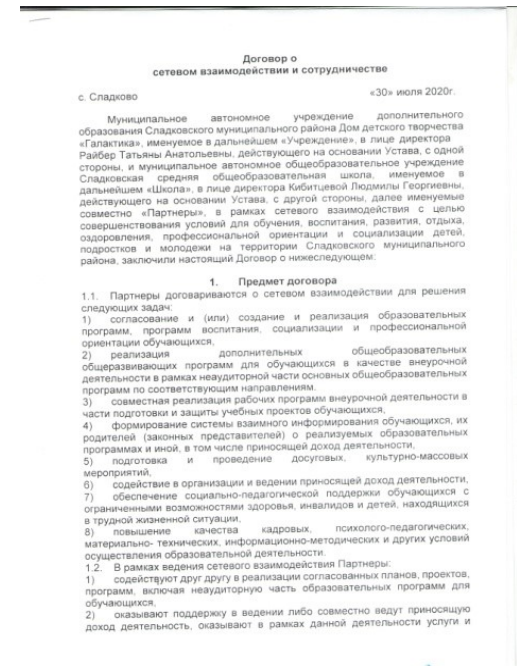 Договор о
сетевом взаимодействии и сотрудничестве
с. Сладково «30» июля 2020г.
Муниципальное автономное учреждение дополнительного
образования Сладковского муниципального района Дом детского творчества
«Галактика», именуемое в дальнейшем «Учреждение», в лице директора
Райбер Татьяны Анатольевны, действующего на основании Устава, с одной
стороны, и муниципальное автономное общеобразовательное учреждение
Сладковская средняя общеобразовательная школа, именуемое в
дальнейшем «Школа», в лице директора Кибитцевой Людмилы Георгиевны,
действующего на основании Устава, с другой стороны, далее именуемые
совместно «Партнеры», в рамках сетевого взаимодействия с целью
совершенствования условий для обучения, воспитания, развития, отдыха,
оздоровления, профессиональной ориентации и социализации детей,
подростков и молодежи на территории Сладковского муниципального
района, заключили настоящий Договор о нижеследующем:
1. Предмет договора
1.1. Партнеры договариваются о сетевом взаимодействии для решения
следующих задач:
1) согласование и (или) создание и реализация образовательных
программ, программ воспитания, социализации и профессиональной
ориентации обучающихся,
2) реализация дополнительных общеобразовательных
общеразвивающих программ для обучающихся в качестве внеурочной
деятельности в рамках неаудиторной части основных общеобразовательных
программ по соответствующим направлениям.
3) совместная реализация рабочих программ внеурочной деятельности в
части подготовки и защиты учебных проектов обучающихся,
4) формирование системы взаимного информирования обучающихся, их
родителей (законных представителей) о реализуемых образовательных
программах и иной, в том числе приносящей доход деятельности,
5) подготовка и проведение досуговых, культурно-массовых
мероприятий,
6) содействие в организации и ведении приносящей доход деятельности,
7) обеспечение социально-педагогической поддержки обучающихся с
ограниченными возможностями здоровья, инвалидов и детей, находящихся
в трудной жизненной ситуации,
8) повышение качества кадровых, психолого-педагогических,
материально- технических, информационно-методических и других условий
осуществления образовательной деятельности.
1.2. В рамках ведения сетевого взаимодействия Партнеры:
1) содействуют друг другу в реализации согласованных планов, проектов,
программ, включая неаудиторную часть образовательных программ для
обучающихся,
2) оказывают поддержку в ведении либо совместно ведут приносящую
доход деятельность, оказывают в рамках данной деятельности услуги и